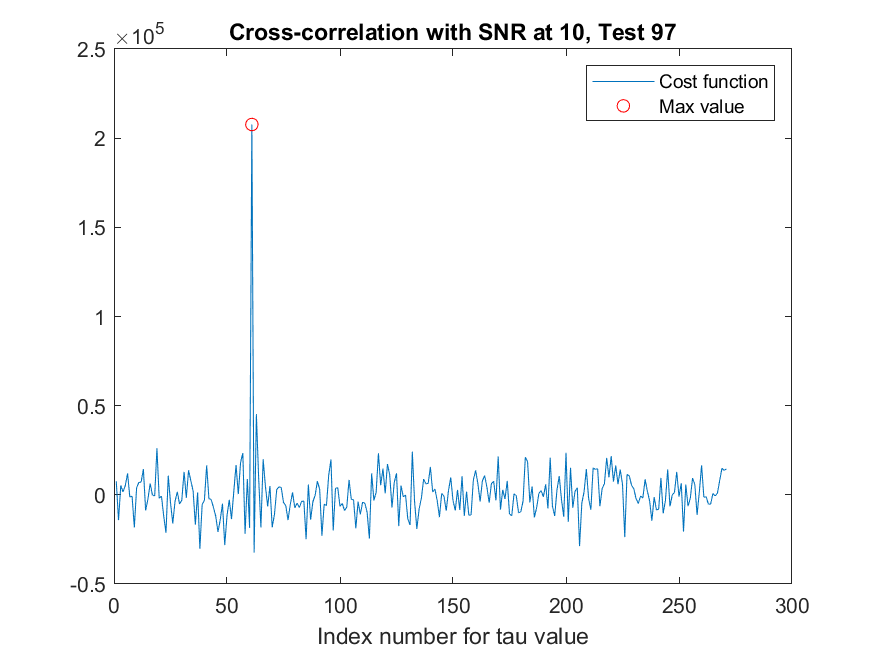 Cross-correlation with SNR at 10, Test 97
×10^5
2.5
2
1.5
1
0.5
0
-0.5
0 50 100 150 200 250 300
Index number for tau value
Cost function
Max value